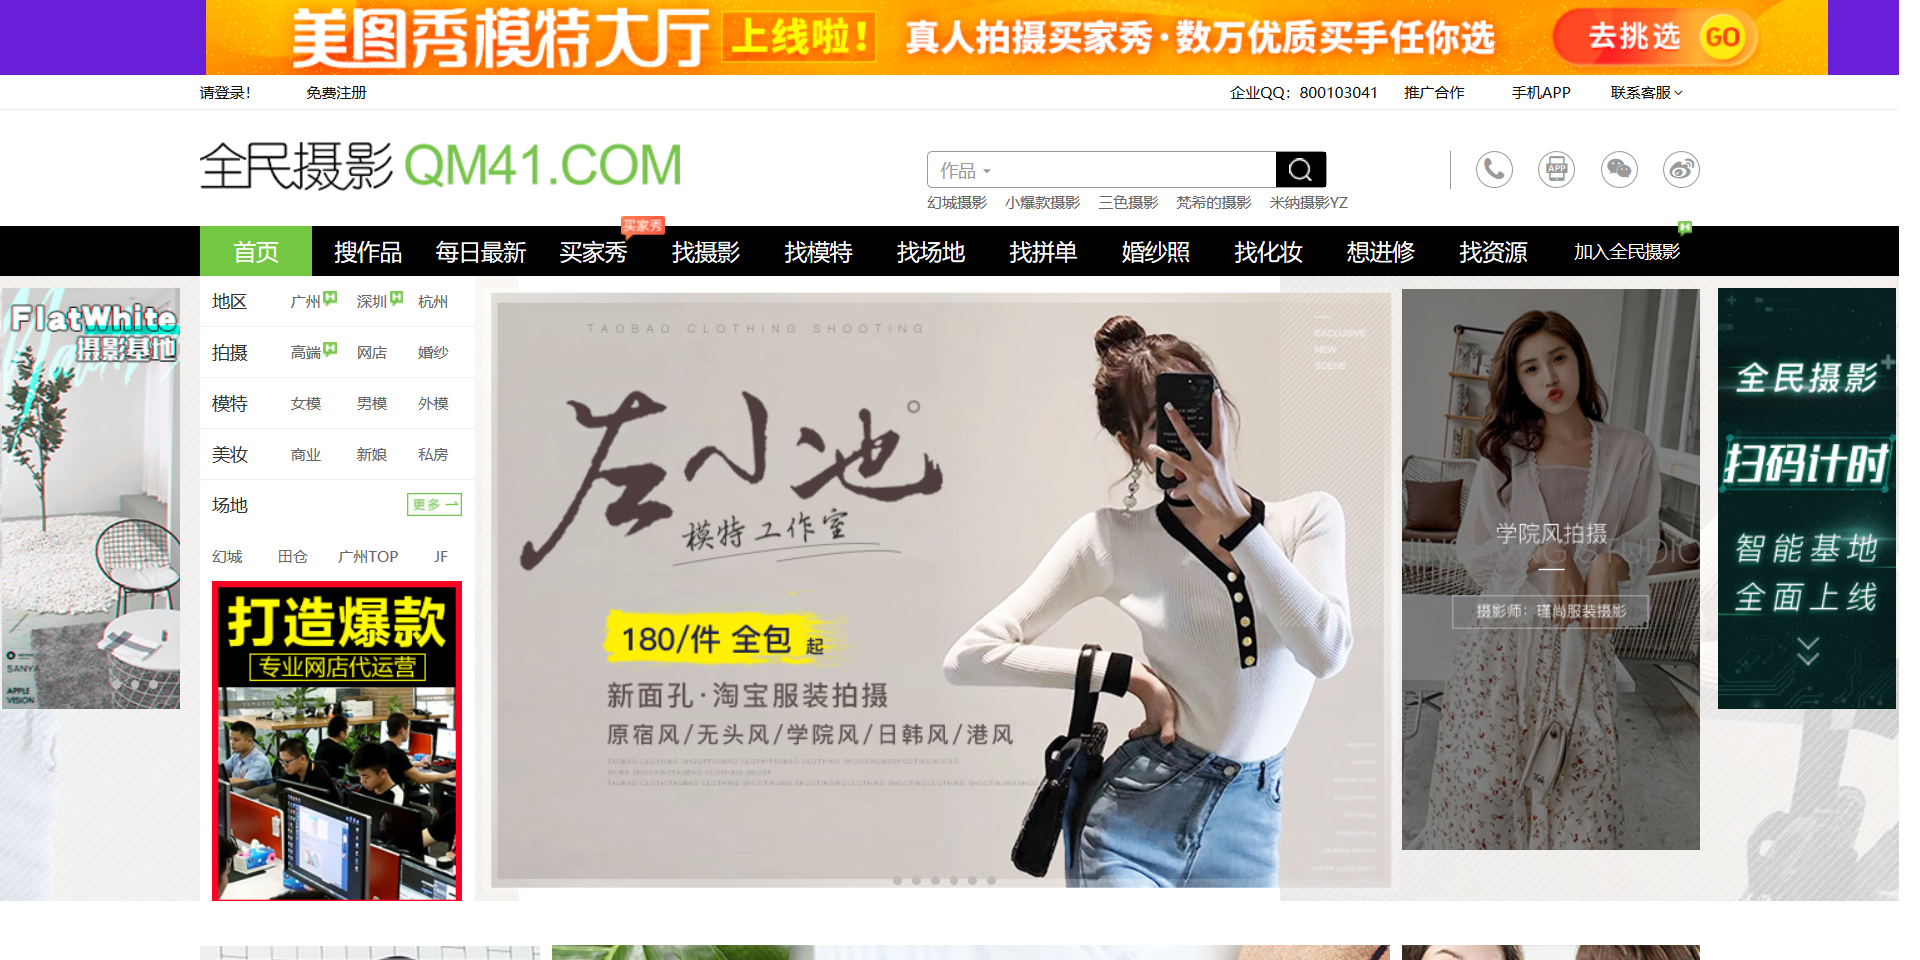 美图秀模特大厅 上线啦！ 真人拍摄买家秀·数万优质买手任你选 去挑选 GO
请登录！ 免费注册 企业QQ：800103041 推广合作 手机APP 联系客服
全民摄影 QM41.COM
作品
APP
幻城摄影 小爆款摄影 三色摄影 梵希的摄影 米纳摄影YZ
买家秀
首页 搜作品 每日最新 买家秀 找摄影 找模特 找场地 找拼单 婚纱照 找化妆 想进修 找资源 加入全民摄影
FlatWhite
摄影基地
SANYA
APPLE
VISION
地区 广州 深圳 杭州
拍摄 高端 网店 婚纱
模特 女模 男模 外模
美妆 商业 新娘 私房
场地 更多
幻城 田仓 广州TOP JF
打造爆款
专业网店代运营
TAOBAO CLOTHING SHOOTING
EXCLUSIVE
NEW
SCENE
左小池
模特工作室
180/件 全包 起
新面孔·淘宝服装拍摄
原宿风/无头风/学院风/日韩风/港风
学院风拍摄
摄影师：瑾尚服装摄影
全民摄影
扫码计时
智能基地
全面上线